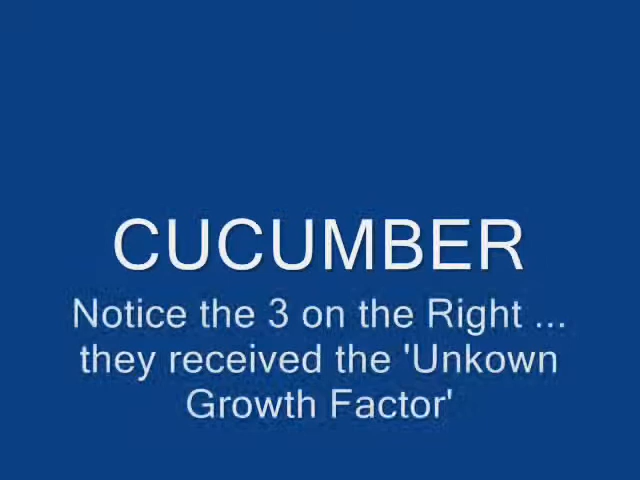 CUCUMBER
Notice the 3 on the Right ...
they received the 'Unkown
Growth Factor'